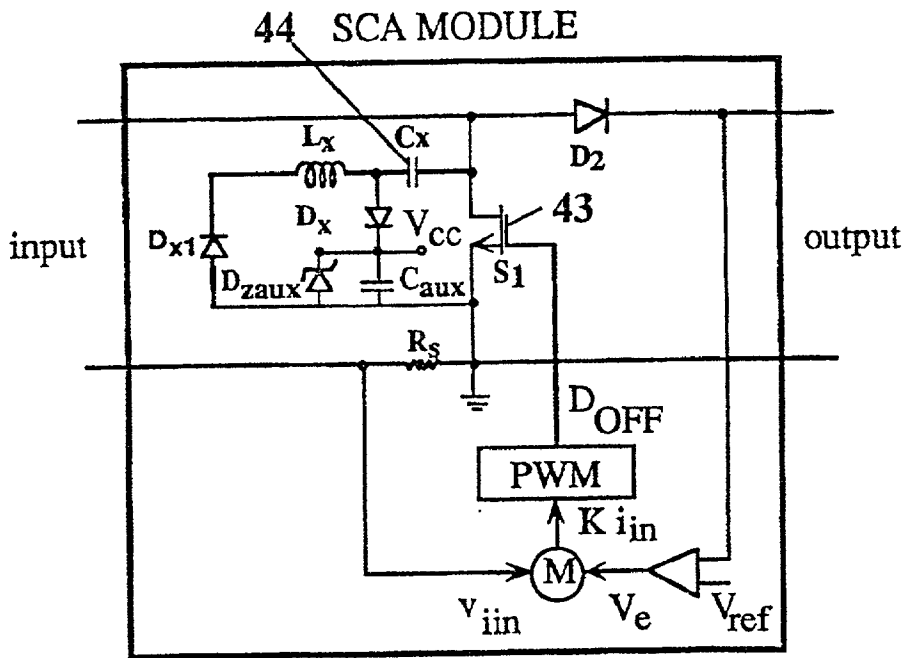 44 SCA MODULE
Lx Cx
D2
Dx Vcc 43
input Dx1 output
Dzaux Caux S1
Rs
DOFF
PWM
K iin
M
viin Ve Vref